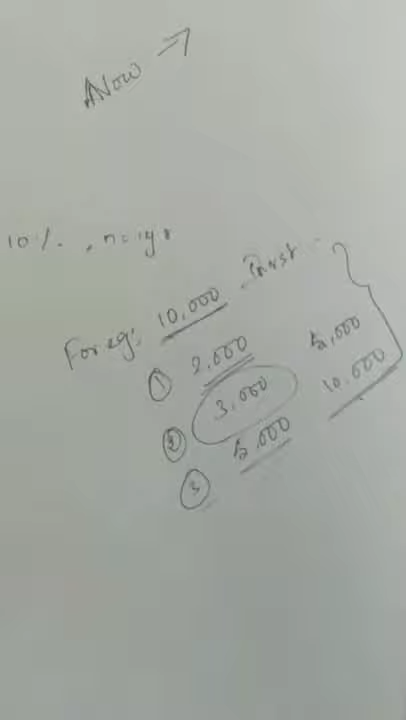 Now →
10%. , n=1yr
For eg: 10,000 Invst.
① 2,000 5,000
② 3,000 10,000
③ 5,000